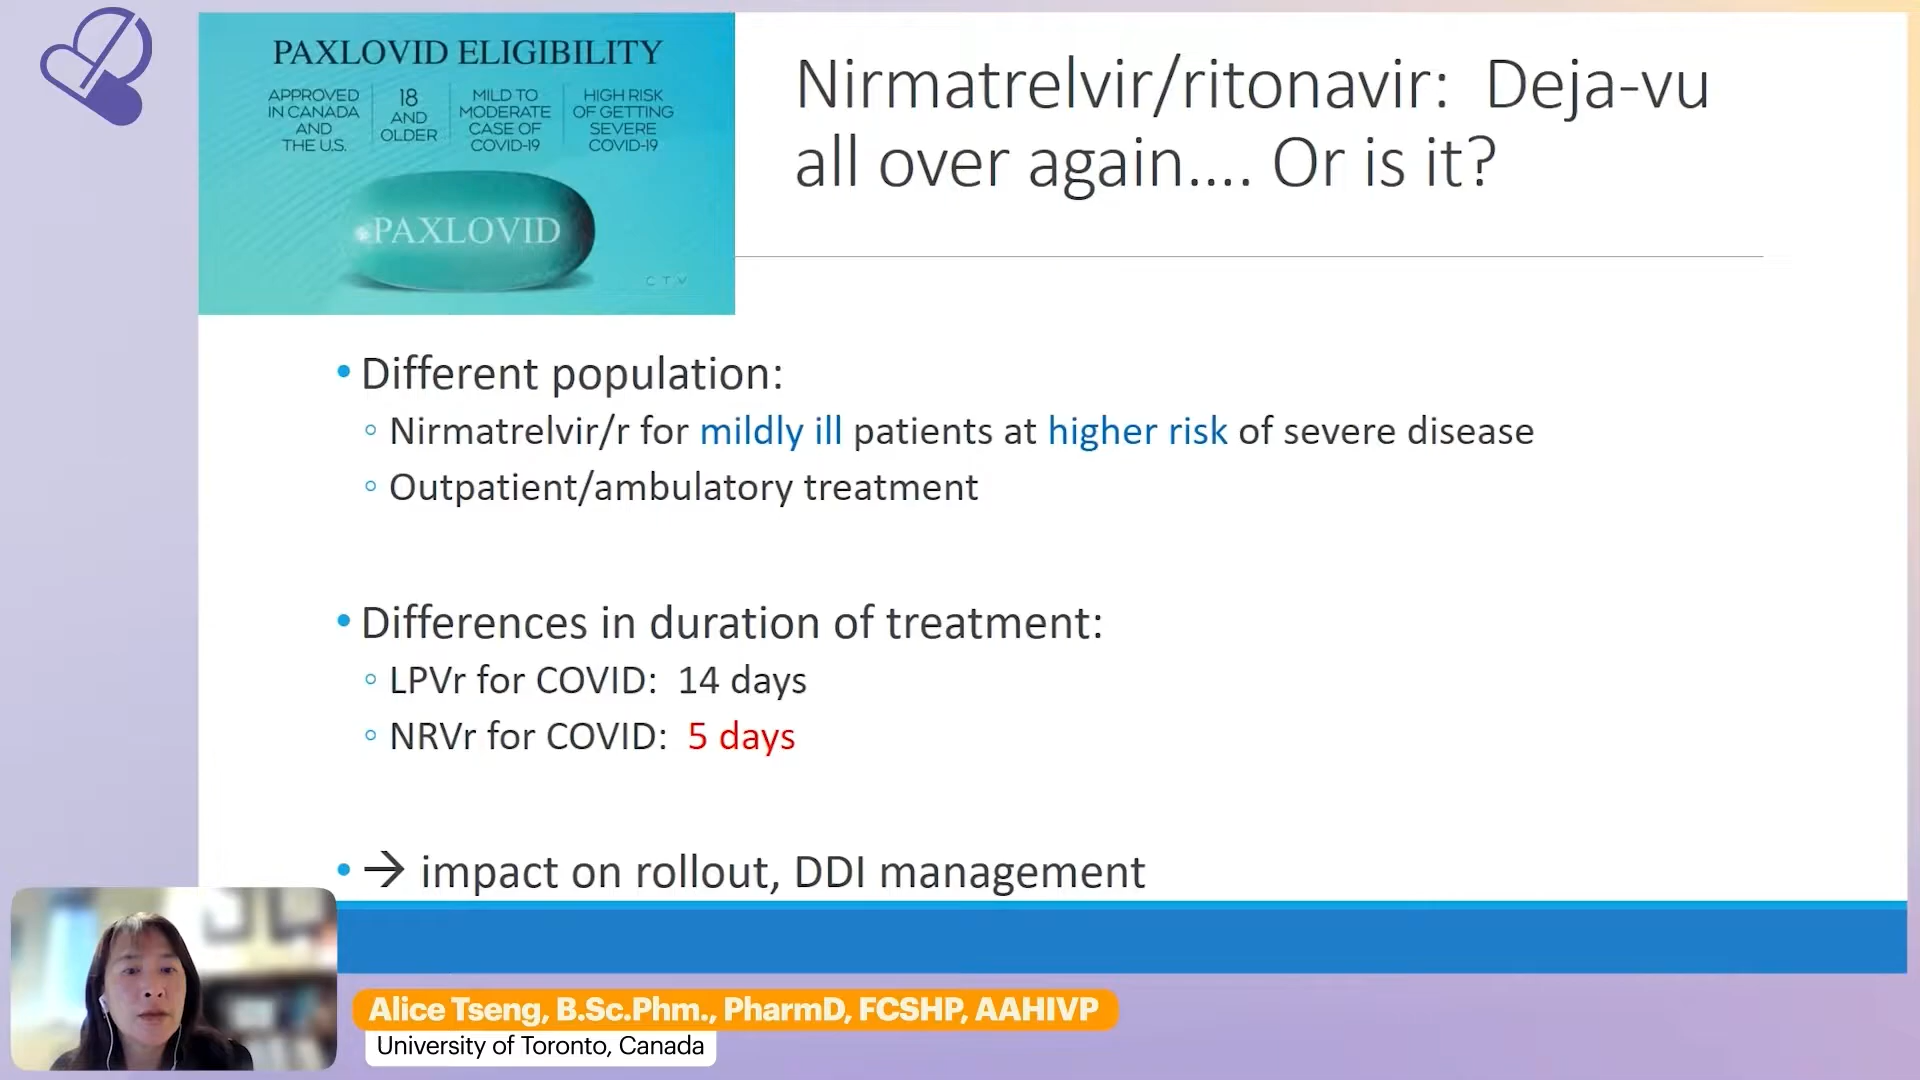 PAXLOVID ELIGIBILITY
APPROVED
IN CANADA
AND
THE U.S.
18
AND
OLDER
MILD TO
MODERATE
CASE OF
COVID-19
HIGH RISK
OF GETTING
SEVERE
COVID-19
PAXLOVID
CTV
Nirmatrelvir/ritonavir: Deja-vu
all over again.... Or is it?
• Different population:
◦ Nirmatrelvir/r for mildly ill patients at higher risk of severe disease
◦ Outpatient/ambulatory treatment
• Differences in duration of treatment:
◦ LPVr for COVID: 14 days
◦ NRVr for COVID: 5 days
• → impact on rollout, DDI management
Alice Tseng, B.Sc.Phm., PharmD, FCSHP, AAHIVP
University of Toronto, Canada